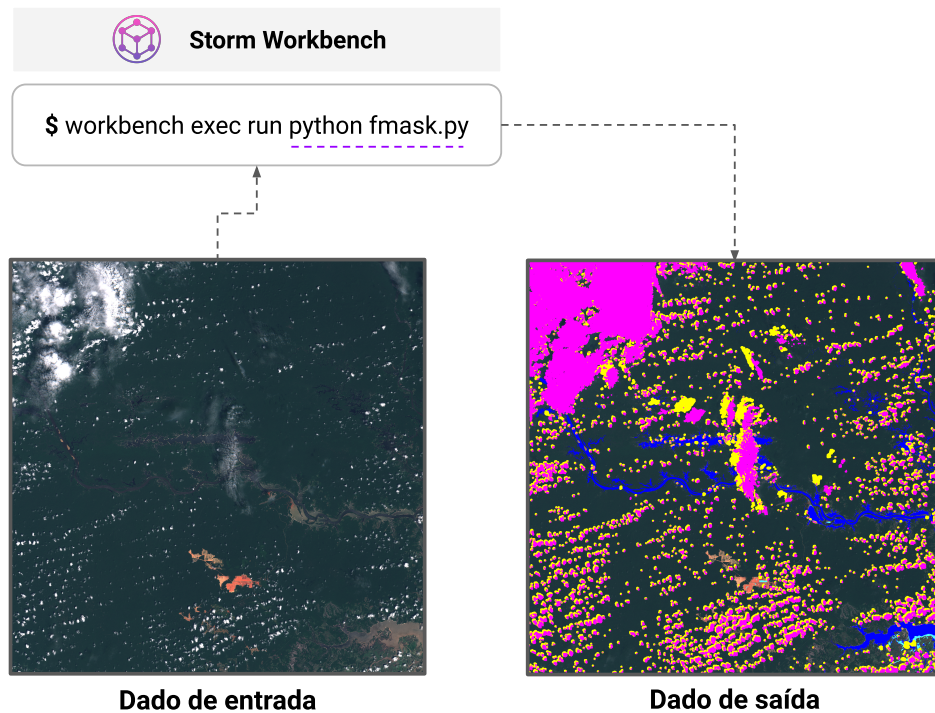 Storm Workbench
$ workbench exec run python fmask.py
Dado de entrada
Dado de saída